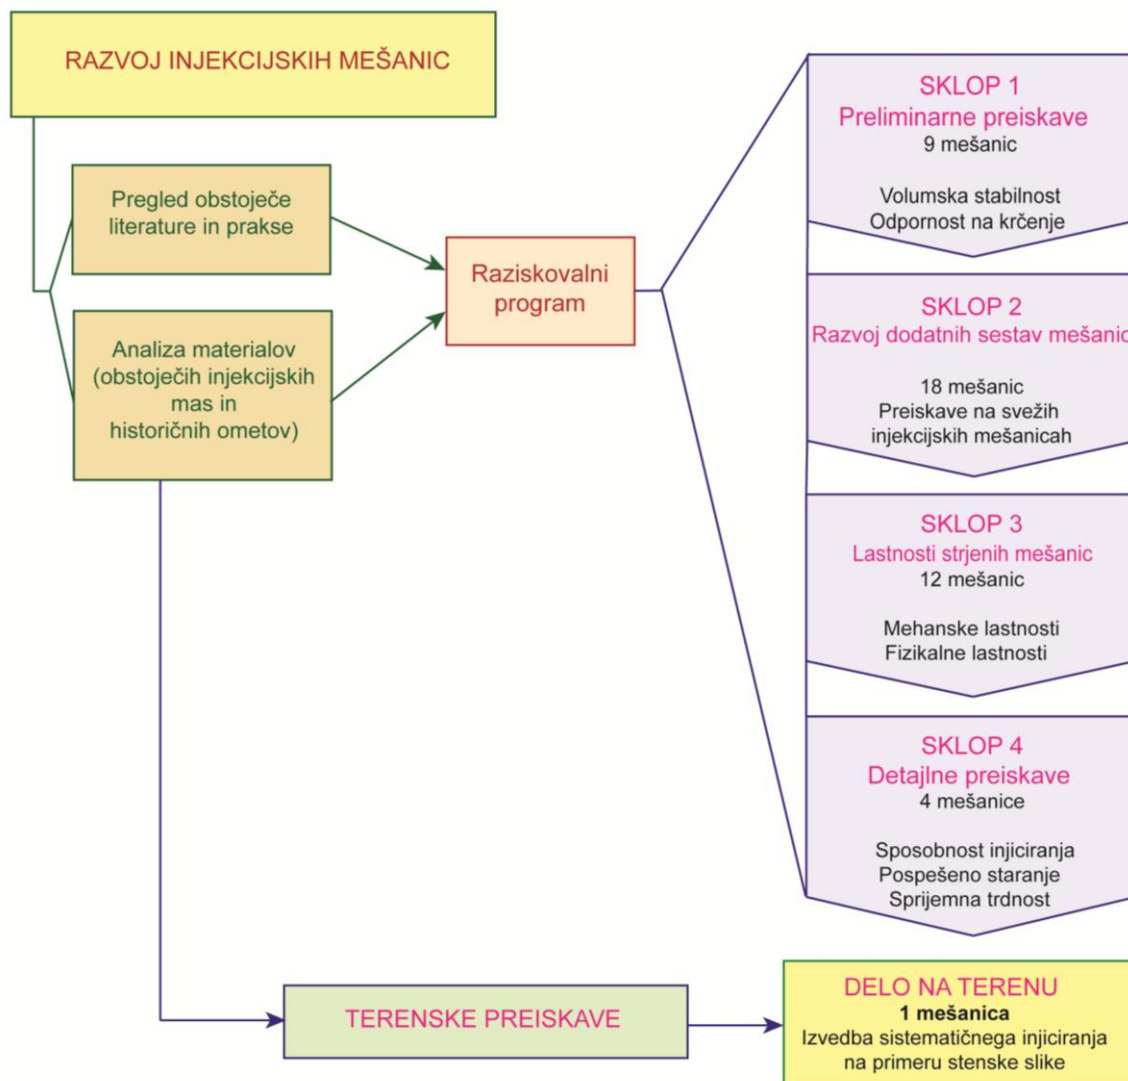 RAZVOJ INJEKCIJSKIH MEŠANIC
Pregled obstoječe
literature in prakse
Analiza materialov
(obstoječih injekcijskih
mas in
historičnih ometov)
Raziskovalni
program
SKLOP 1
Preliminarne preiskave
9 mešanic
Volumska stabilnost
Odpornost na krčenje
SKLOP 2
Razvoj dodatnih sestav mešanic
18 mešanic
Preiskave na svežih
injekcijskih mešanicah
SKLOP 3
Lastnosti strjenih mešanic
12 mešanic
Mehanske lastnosti
Fizikalne lastnosti
SKLOP 4
Detajlne preiskave
4 mešanice
Sposobnost injiciranja
Pospešeno staranje
Sprijemna trdnost
TERENSKE PREISKAVE
DELO NA TERENU
1 mešanica
Izvedba sistematičnega injiciranja
na primeru stenske slike